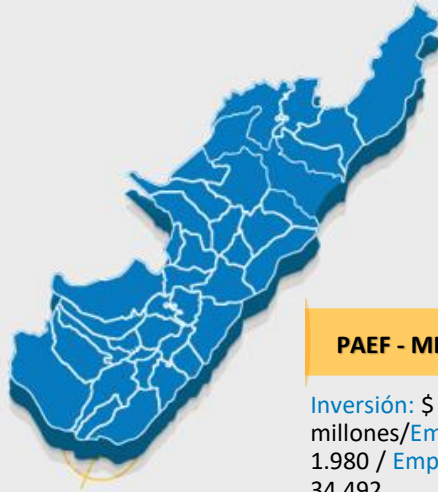 PAEF - MI
Inversión: $
millones/Em
1.980 / Emp
34.492